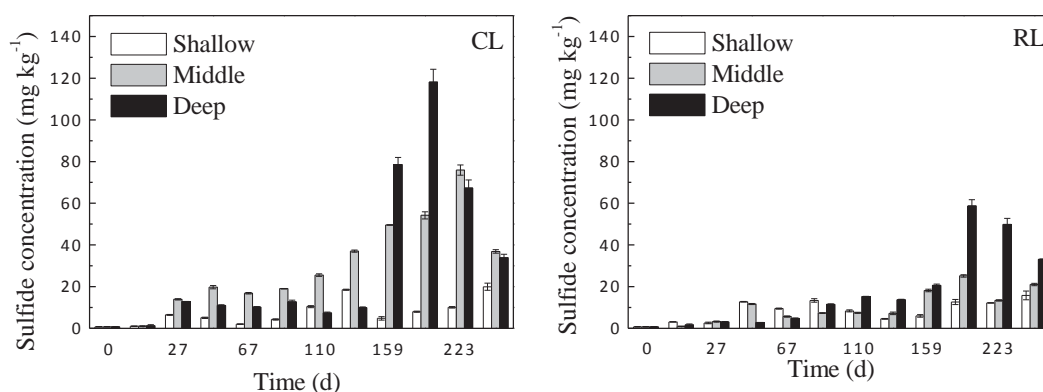 Sulfide concentration (mg kg⁻¹)
140
120
100
80
60
40
20
0
Shallow
Middle
Deep
CL
0 27 67 110 159 223
Time (d)
Sulfide concentration (mg kg⁻¹)
140
120
100
80
60
40
20
0
Shallow
Middle
Deep
RL
0 27 67 110 159 223
Time (d)